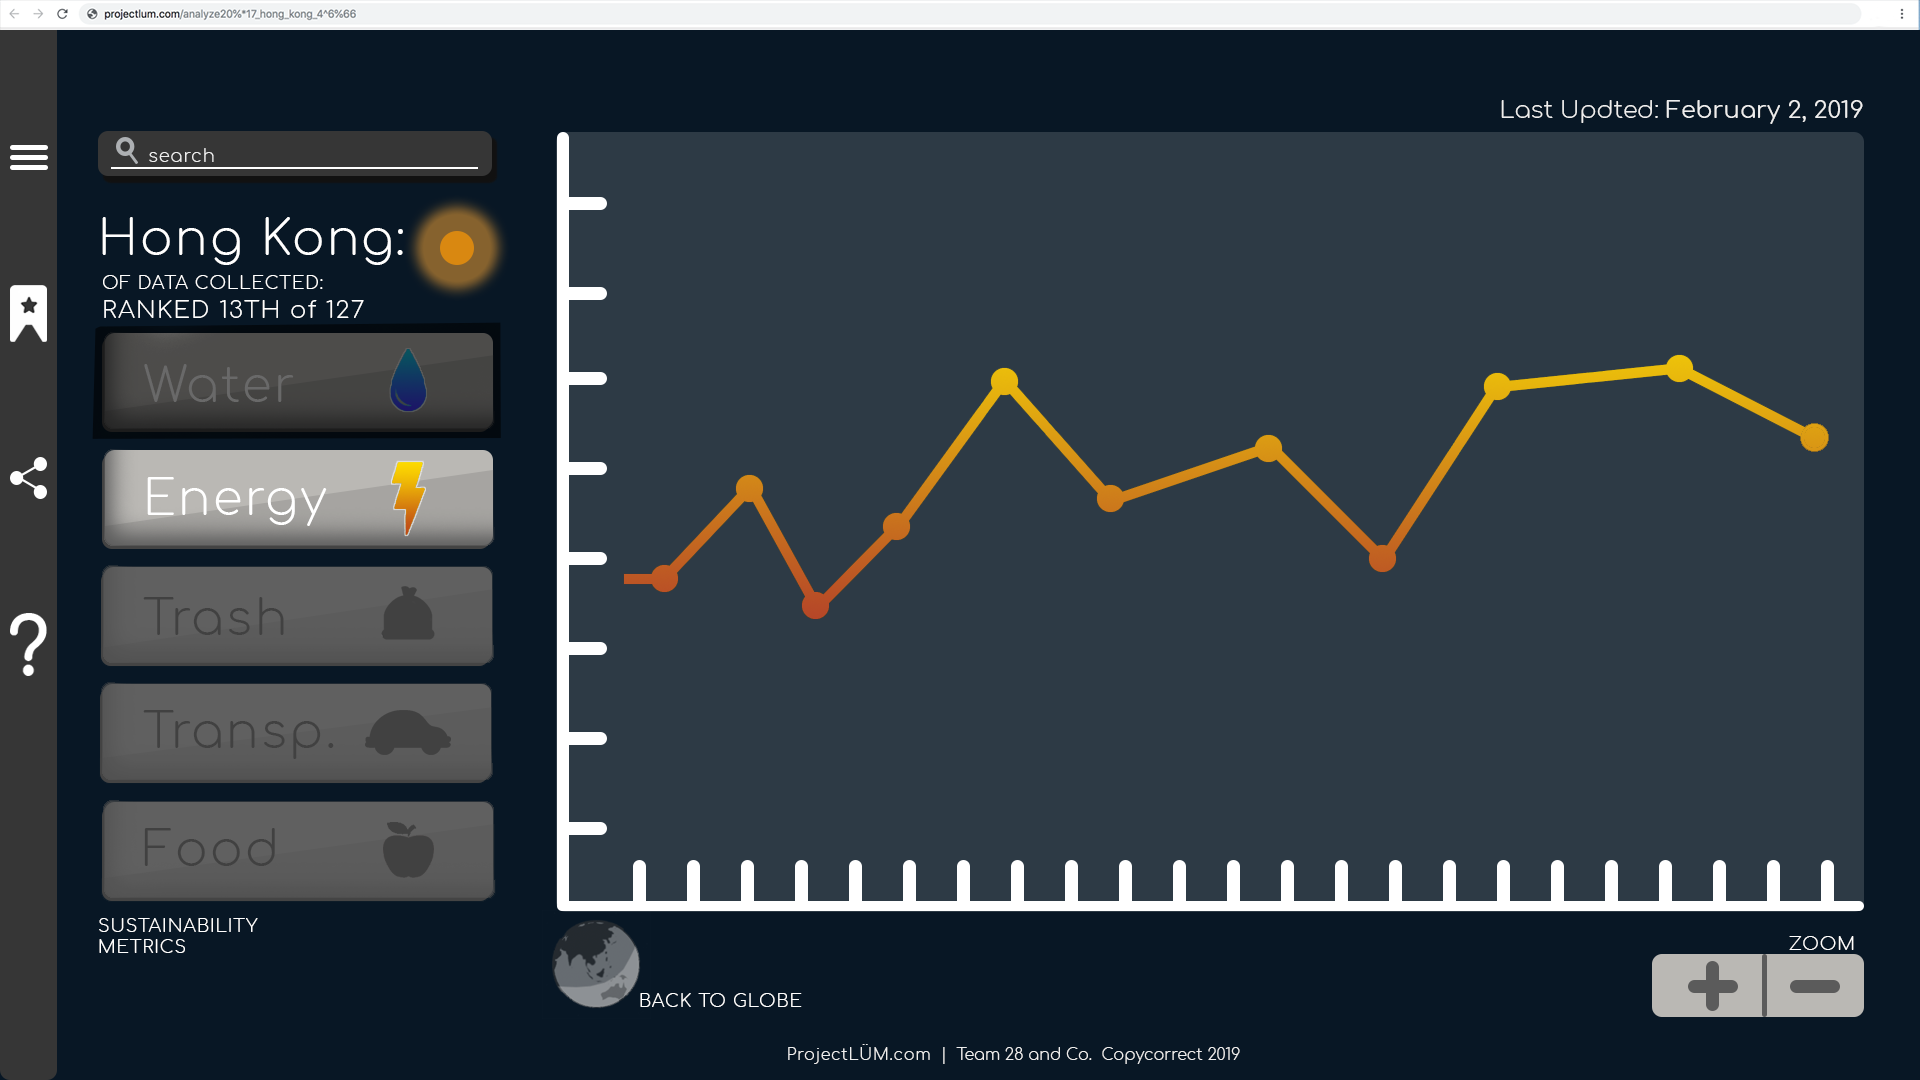 projectlum.com/analyze20%*17_hong_kong_4^6%66
Last Updted: February 2, 2019
search
Hong Kong:
OF DATA COLLECTED:
RANKED 13TH of 127
Water
Energy
Trash
Transp.
Food
SUSTAINABILITY
METRICS
BACK TO GLOBE
ZOOM
ProjectLÜM.com | Team 28 and Co. Copycorrect 2019